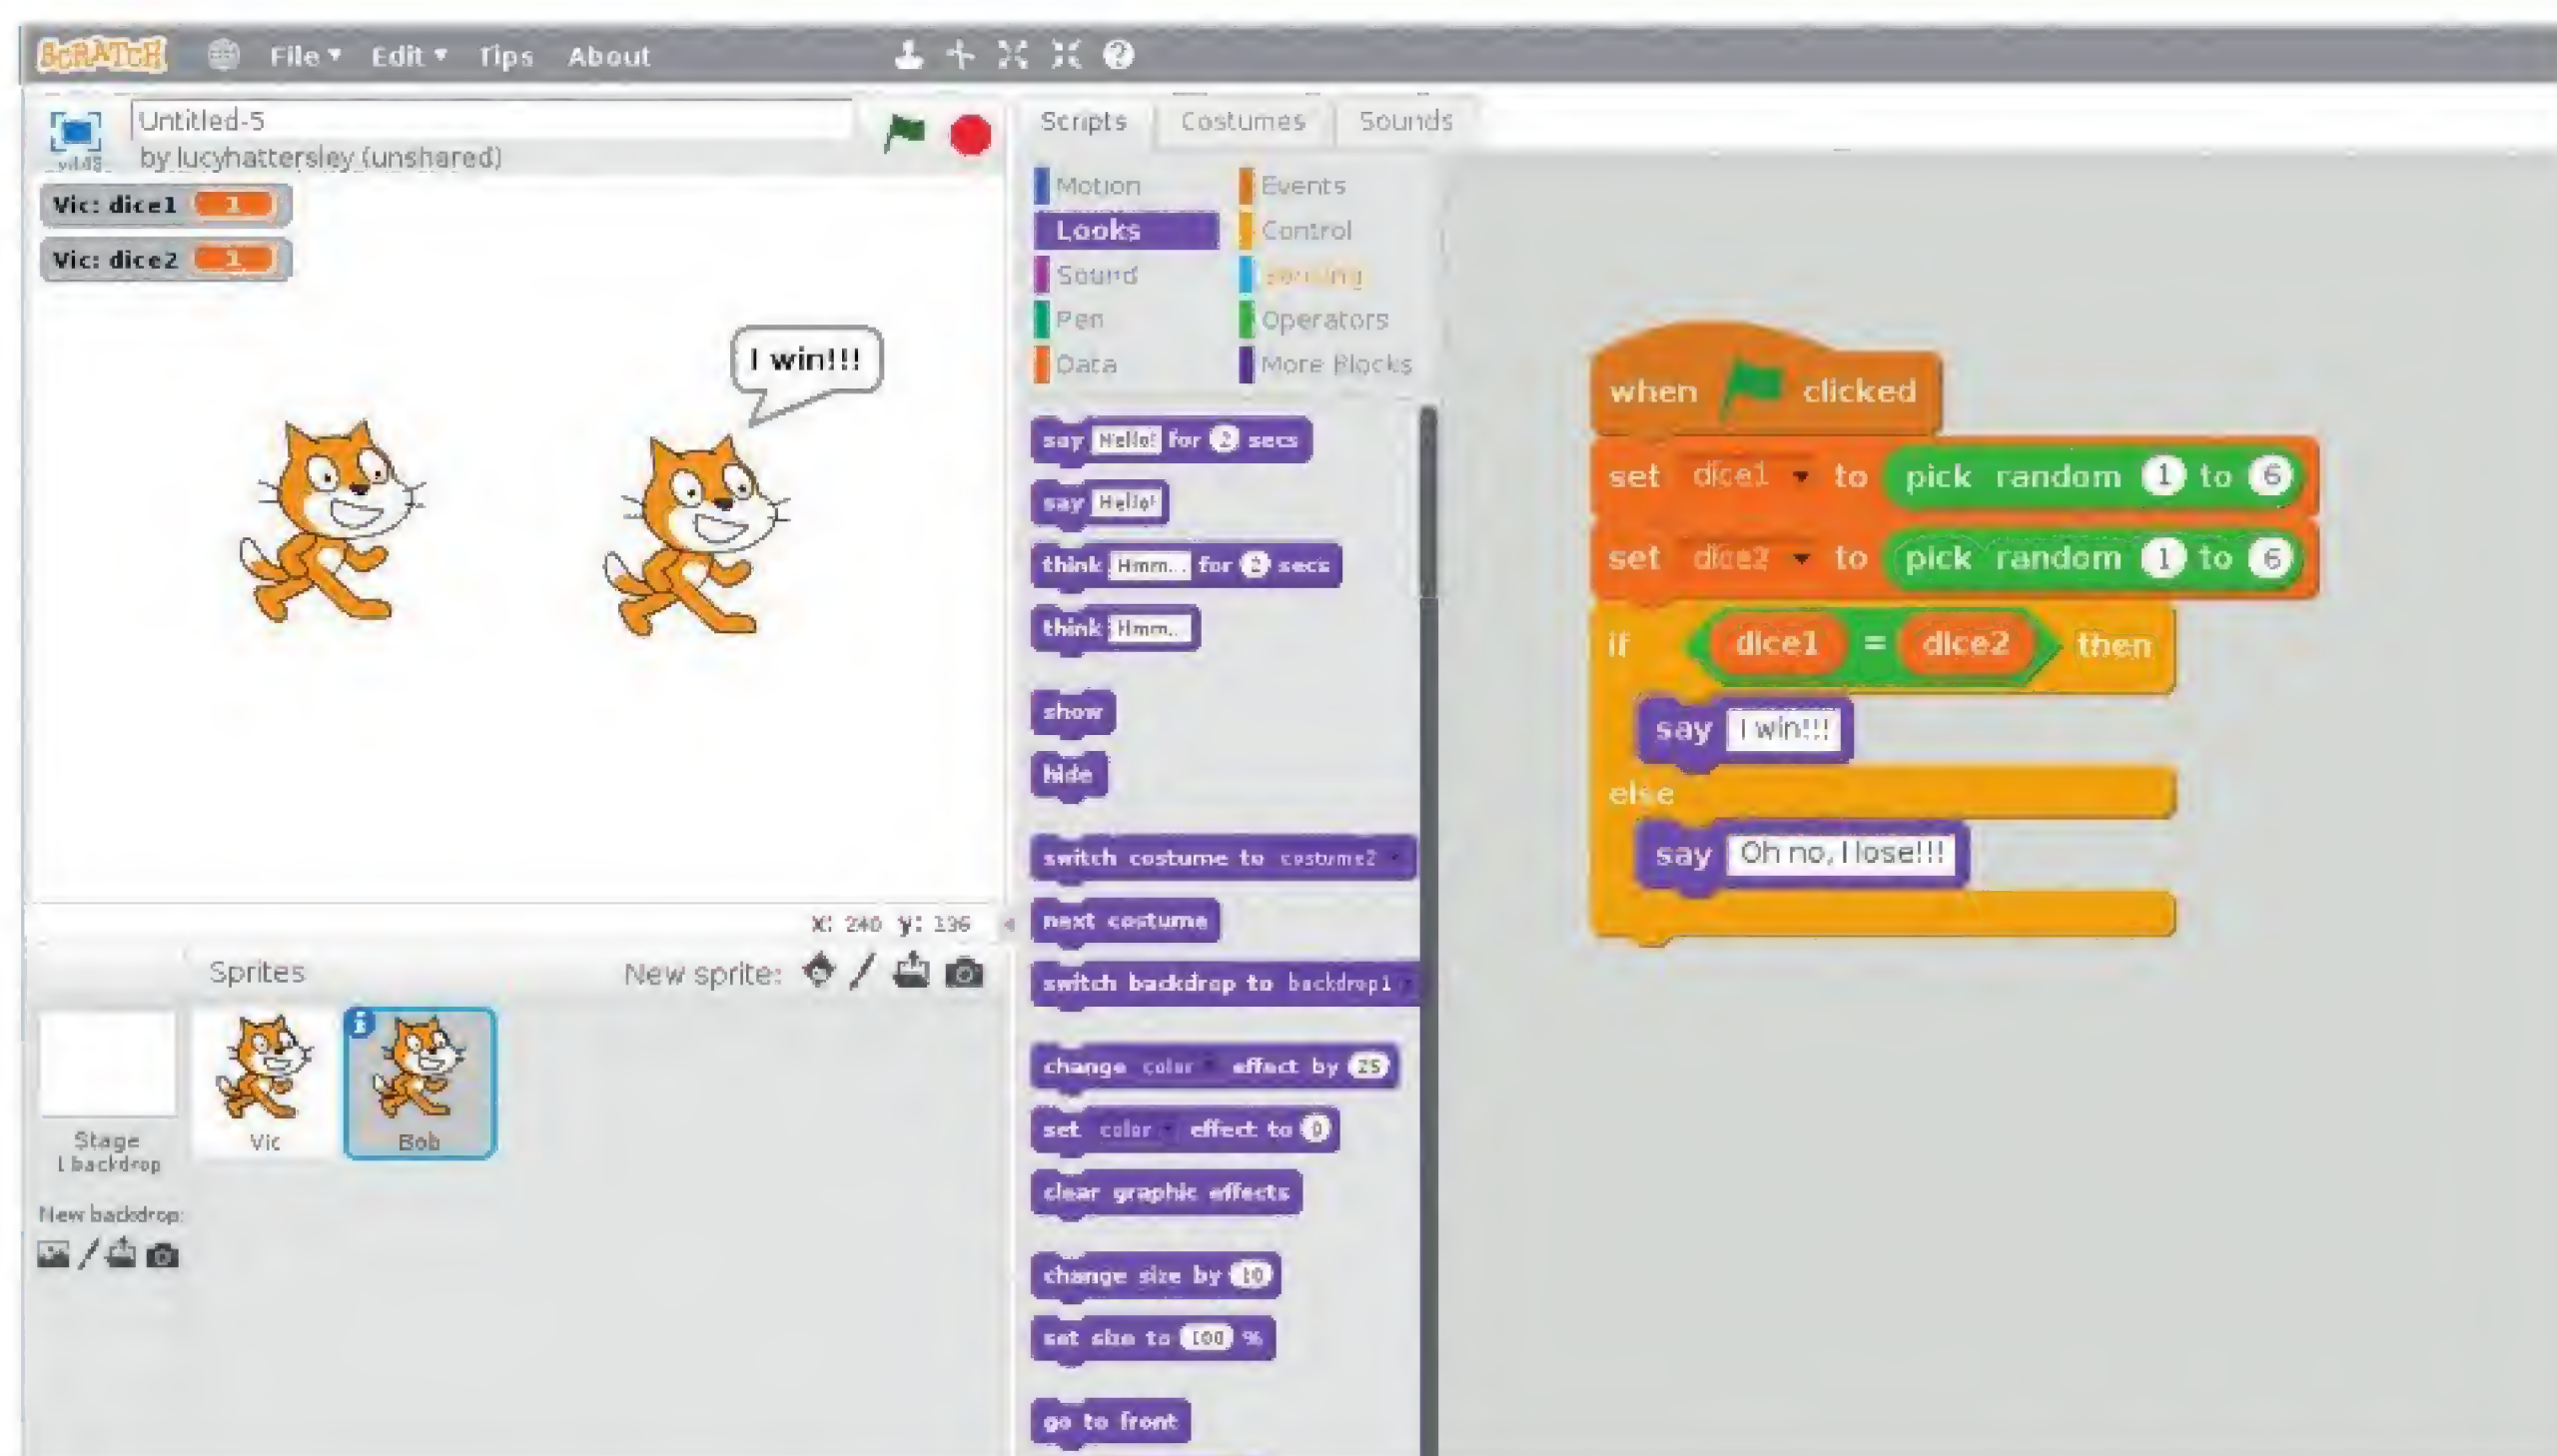 SCRATCH File Edit Tips About
Untitled-5
by lucyhattersley (unshared)
Vic: dice1 1
Vic: dice2 1
I win!!!
X: 240 y: 136
Sprites New sprite:
Vic
Bob
Stage
1 backdrop
New backdrop:
Scripts Costumes Sounds
Motion Events
Looks Control
Sound Sensing
Pen Operators
Data More Blocks
say Hello! for 2 secs
say Hello!
think Hmm... for 2 secs
think Hmm...
show
hide
switch costume to costume2
next costume
switch backdrop to backdrop1
change color effect by 25
set color effect to 0
clear graphic effects
change size by 10
set size to 100 %
go to front
when clicked
set dice1 to pick random 1 to 6
set dice2 to pick random 1 to 6
if dice1 = dice2 then
say I win!!!
else
say Oh no, I lose!!!